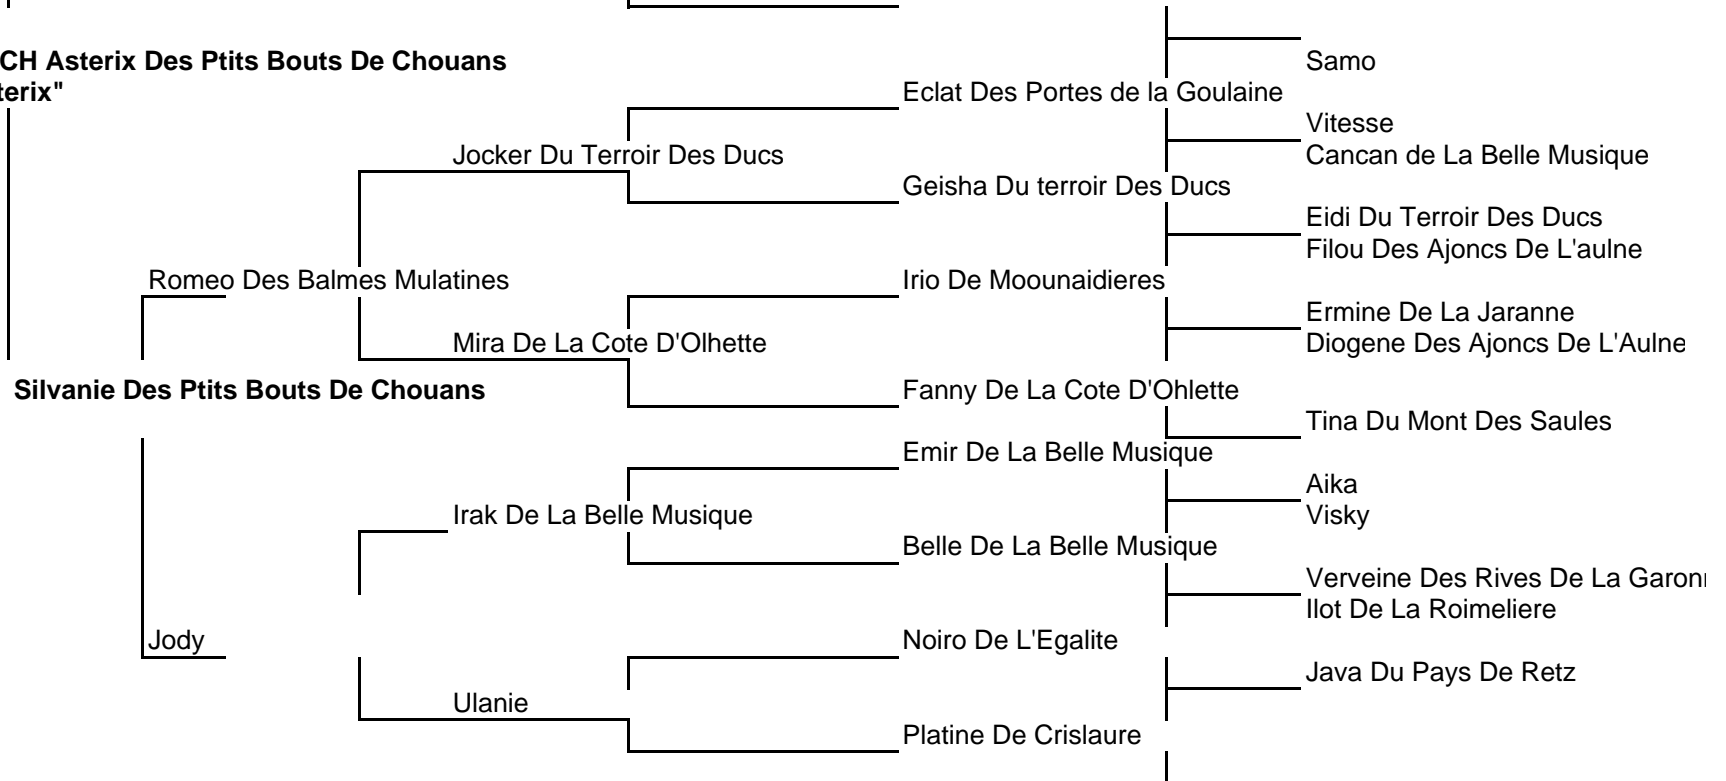 Samo
CH Asterix Des Ptits Bouts De Chouans
terix"
Eclat Des Portes de la Goulaine
Vitesse
Cancan de La Belle Musique
Jocker Du Terroir Des Ducs
Geisha Du terroir Des Ducs
Eidi Du Terroir Des Ducs
Filou Des Ajoncs De L'aulne
Romeo Des Balmes Mulatines
Irio De Moounaidieres
Ermine De La Jaranne
Diogene Des Ajoncs De L'Aulne
Mira De La Cote D'Olhette
Silvanie Des Ptits Bouts De Chouans
Fanny De La Cote D'Ohlette
Tina Du Mont Des Saules
Emir De La Belle Musique
Aika
Visky
Irak De La Belle Musique
Belle De La Belle Musique
Verveine Des Rives De La Garon
Ilot De La Roimeliere
Jody
Noiro De L'Egalite
Java Du Pays De Retz
Ulanie
Platine De Crislaure